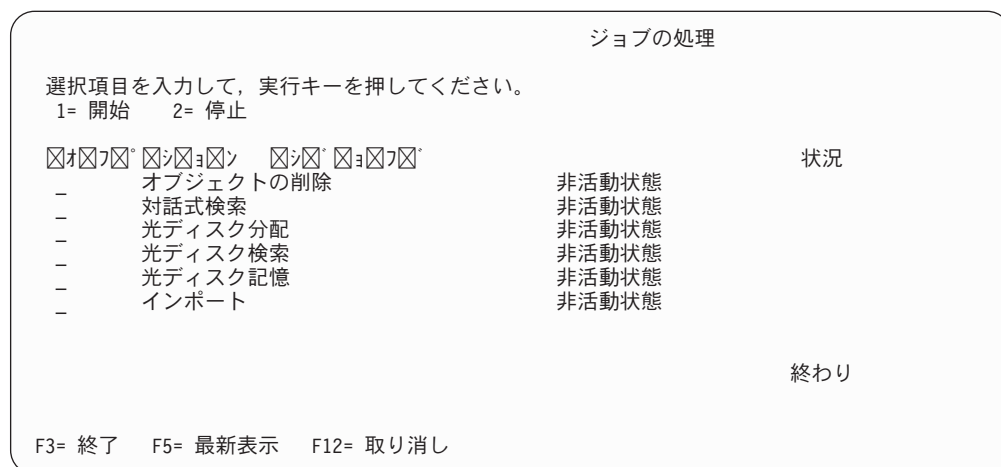 ジョブの処理
選択項目を入力して，実行キーを押してください。
1= 開始 2= 停止
状況
_ オブジェクトの削除 非活動状態
_ 対話式検索 非活動状態
_ 光ディスク分配 非活動状態
_ 光ディスク検索 非活動状態
_ 光ディスク記憶 非活動状態
_ インポート 非活動状態
終わり
F3= 終了 F5= 最新表示 F12= 取り消し